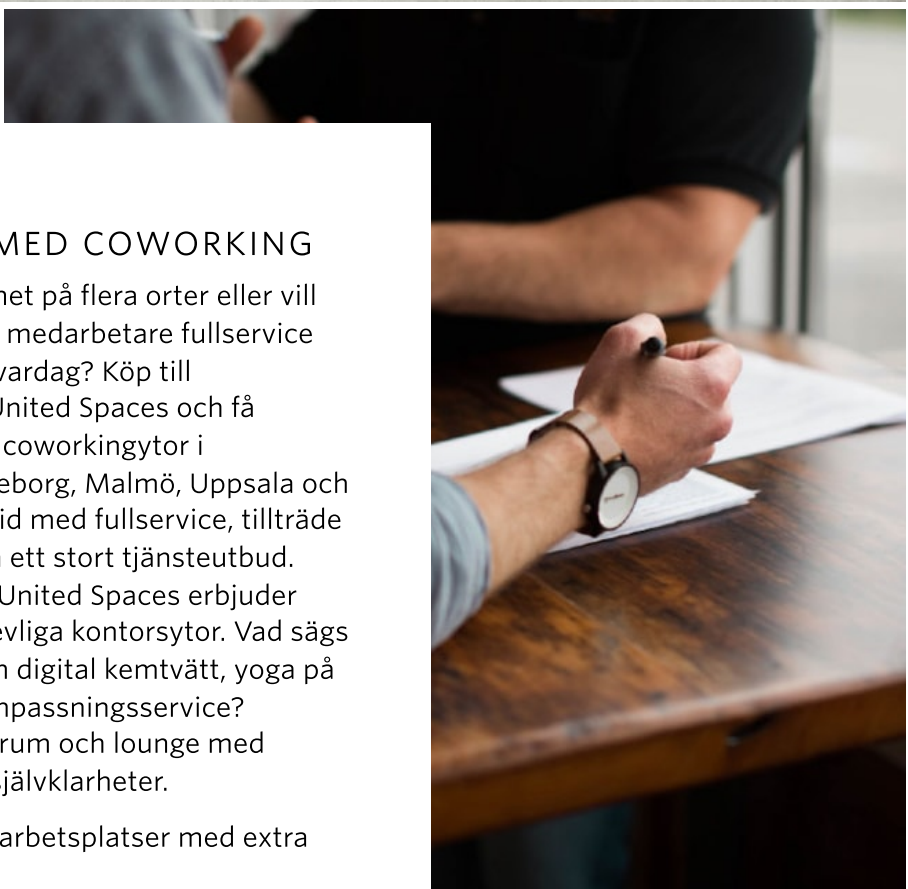 MED COWORKING
het på flera orter eller vill
medarbetare fullservice
vardag? Köp till
United Spaces och få
coworkingytor i
eborg, Malmö, Uppsala och
id med fullservice, tillträde
ett stort tjänsteutbud.
United Spaces erbjuder
evliga kontorsytor. Vad sägs
digital kemtvätt, yoga på
npassningsservice?
rum och lounge med
självklarheter.
arbetsplatser med extra